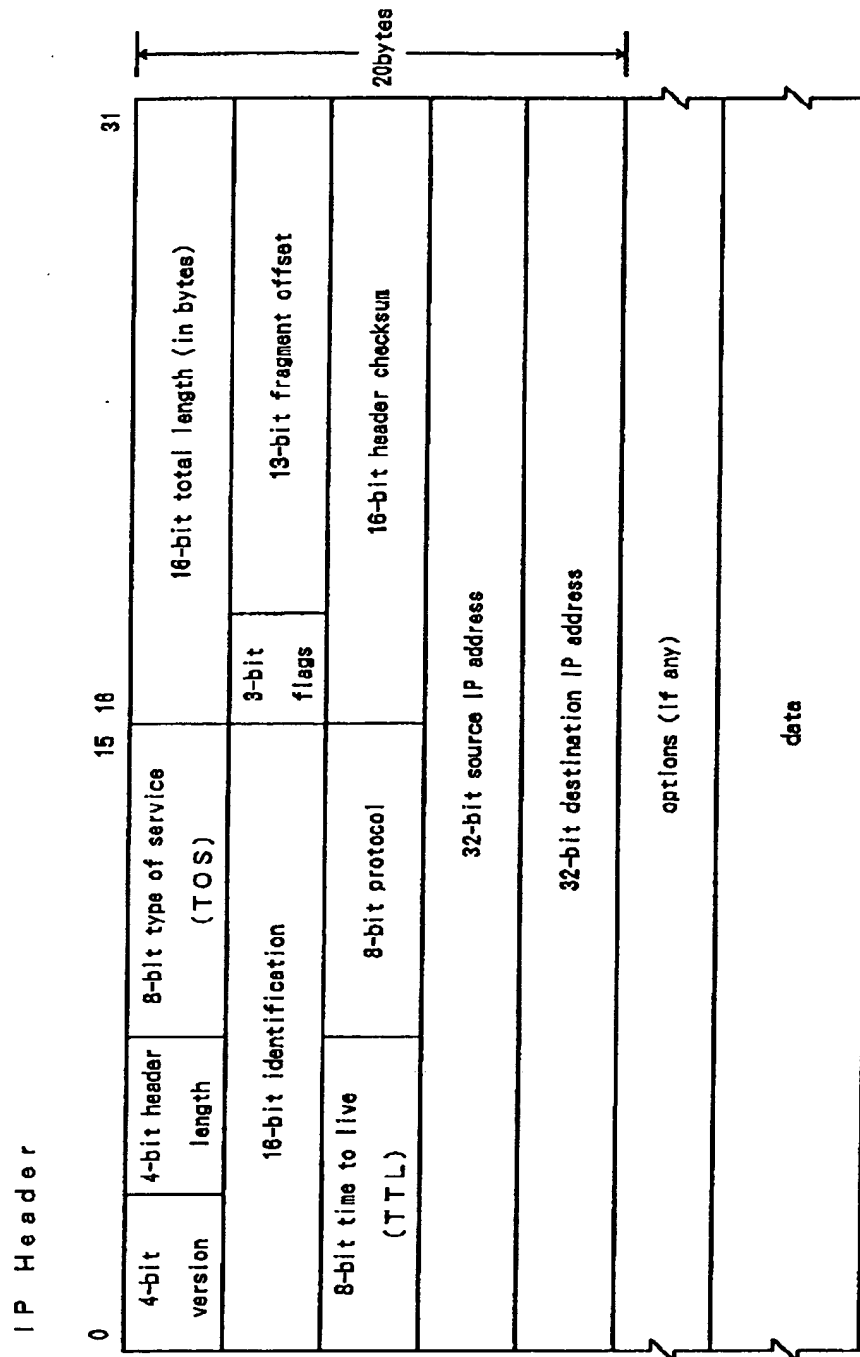 IP Header
0
15
16
31
4-bit
version
4-bit header
length
8-bit type of service
(TOS)
16-bit total length (in bytes)
16-bit identification
3-bit
flags
13-bit fragment offset
8-bit time to live
(TTL)
8-bit protocol
16-bit header checksum
32-bit source IP address
32-bit destination IP address
options (if any)
data
20bytes